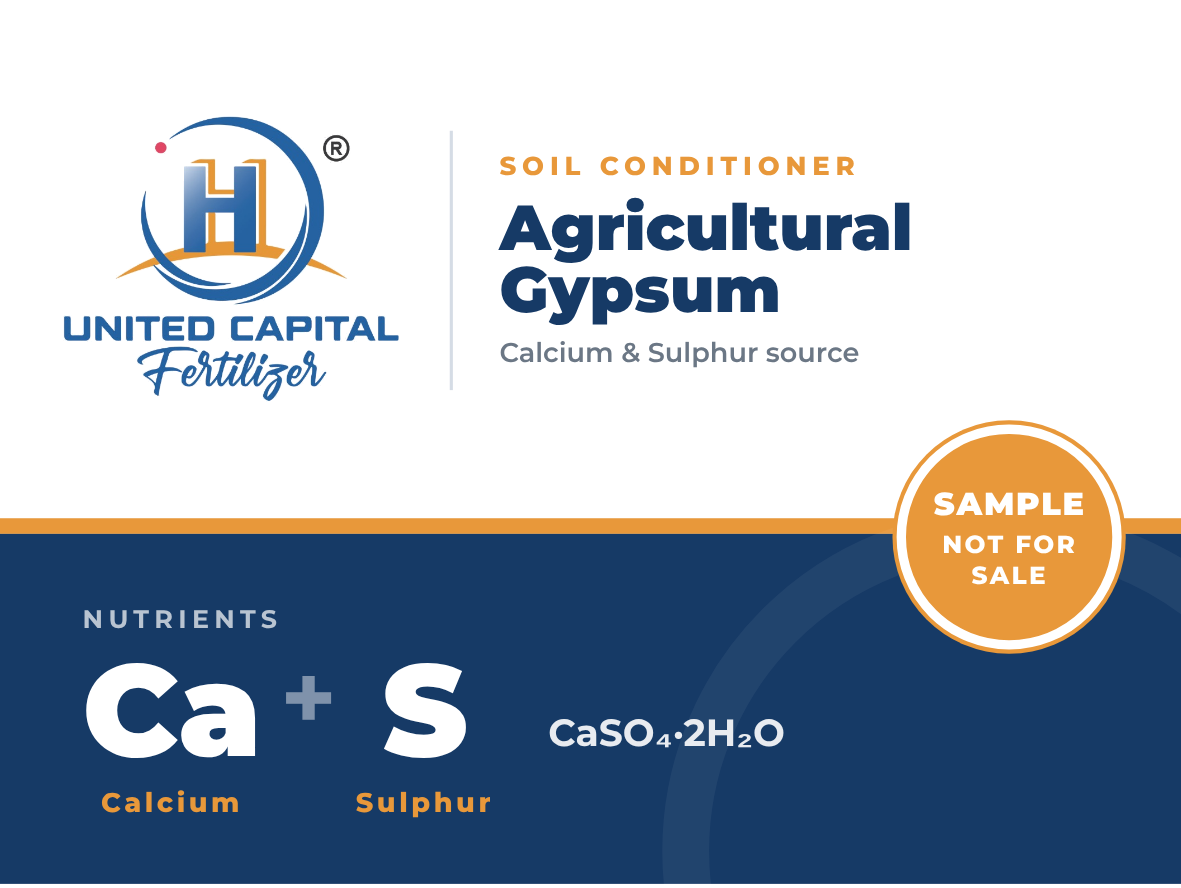 H
®
UNITED CAPITAL
Fertilizer
SOIL CONDITIONER
Agricultural
Gypsum
Calcium & Sulphur source
SAMPLE
NOT FOR
SALE
NUTRIENTS
Ca + S
CaSO₄·2H₂O
Calcium
Sulphur